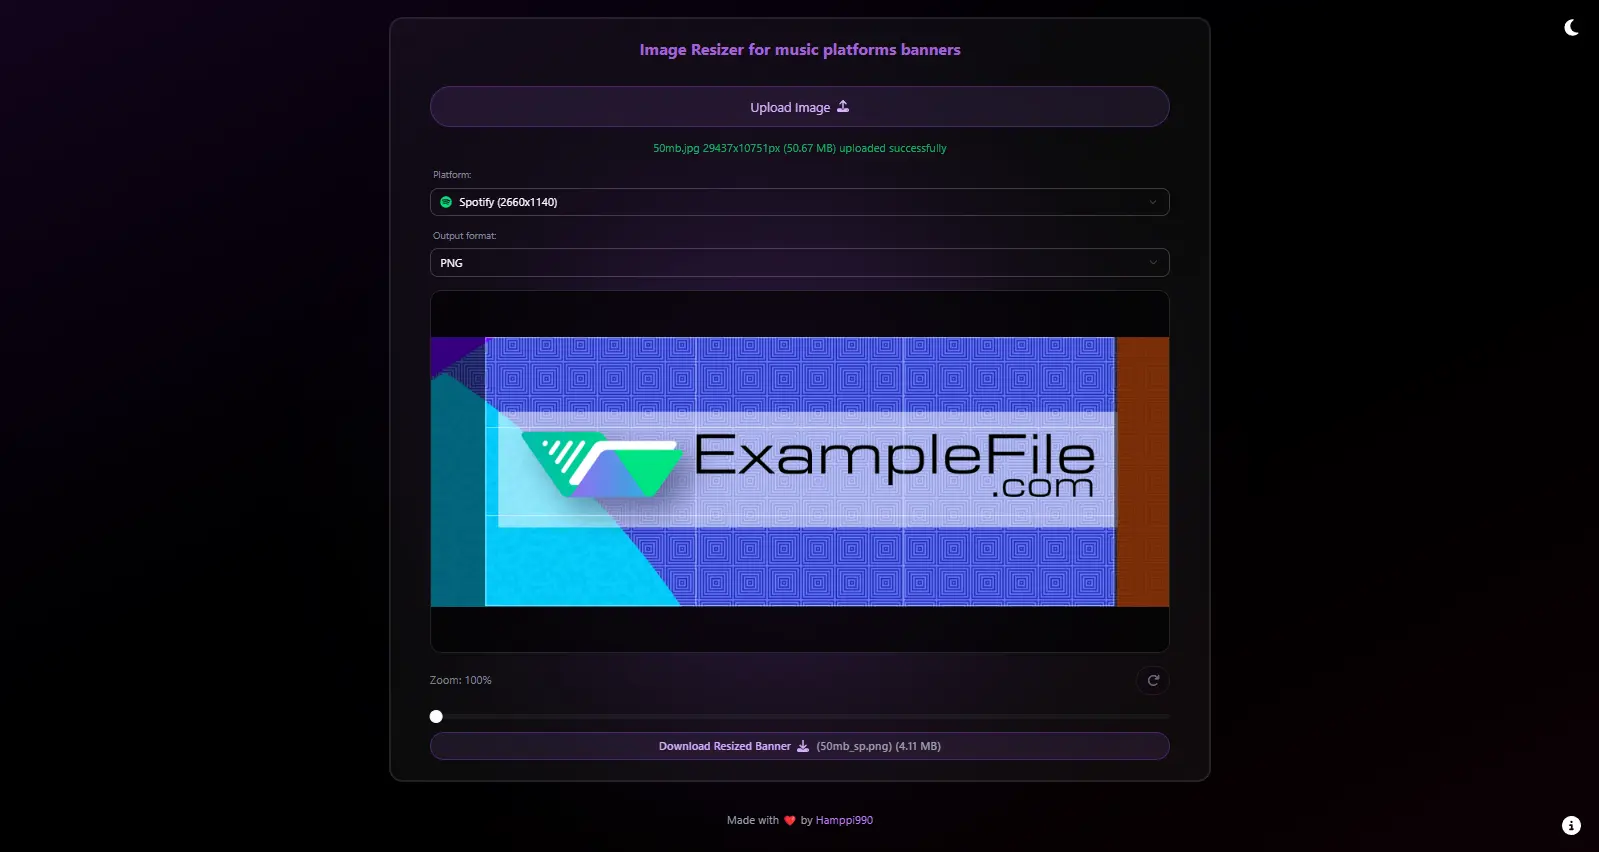 Image Resizer for music platforms banners
Upload Image
50mb.jpg 29437x10751px (50.67 MB) uploaded successfully
Platform:
Spotify (2660x1140)
Output format:
PNG
ExampleFile
.com
Zoom: 100%
Download Resized Banner (50mb_sp.png) (4.11 MB)
Made with ❤️ by Hamppi990